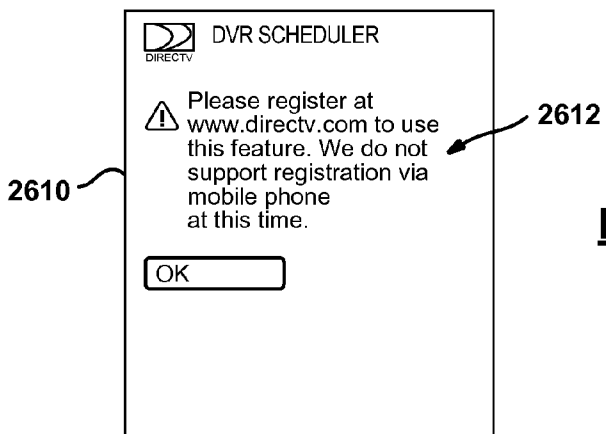 DIRECTV
DVR SCHEDULER
Please register at
www.directv.com to use
this feature. We do not
support registration via
mobile phone
at this time.
OK
2610
2612